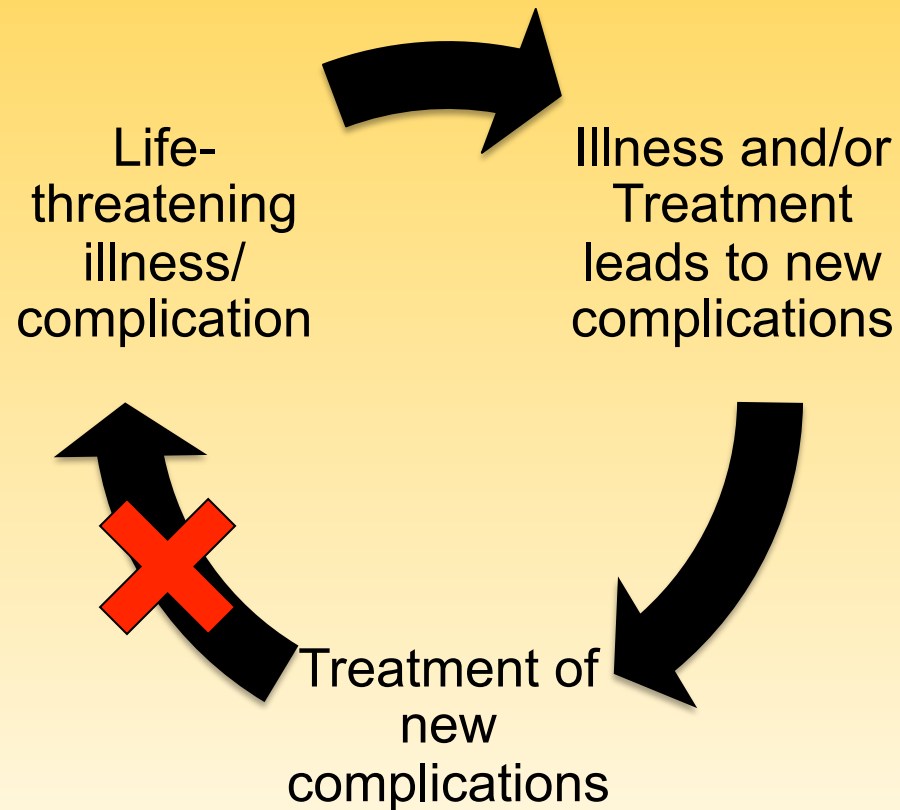 Life-
threatening
illness/
complication
Illness and/or
Treatment
leads to new
complications
Treatment of
new
complications